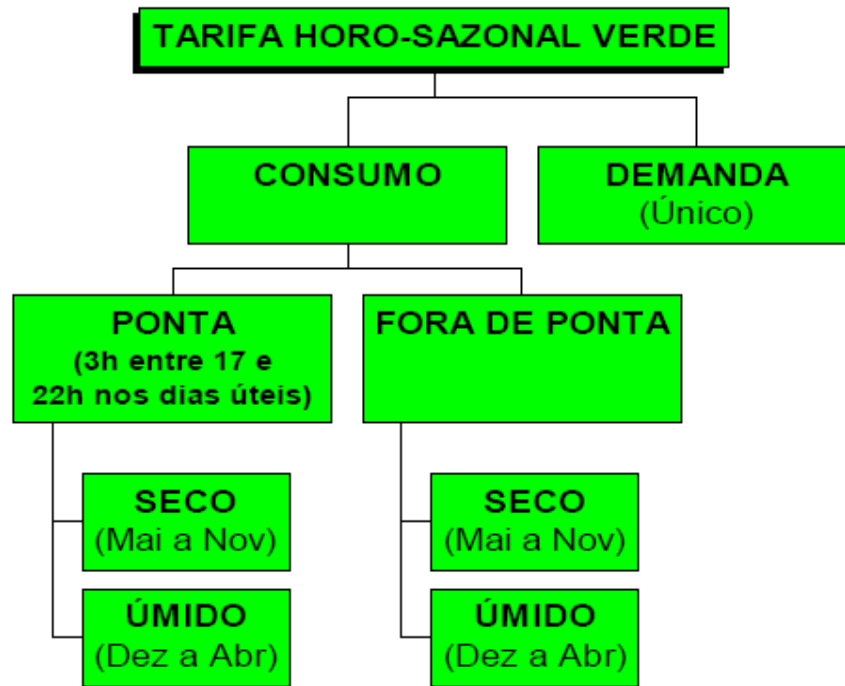 TARIFA HORO-SAZONAL VERDE
CONSUMO
DEMANDA
(Único)
PONTA
(3h entre 17 e
22h nos dias úteis)
FORA DE PONTA
SECO
(Mai a Nov)
ÚMIDO
(Dez a Abr)
SECO
(Mai a Nov)
ÚMIDO
(Dez a Abr)